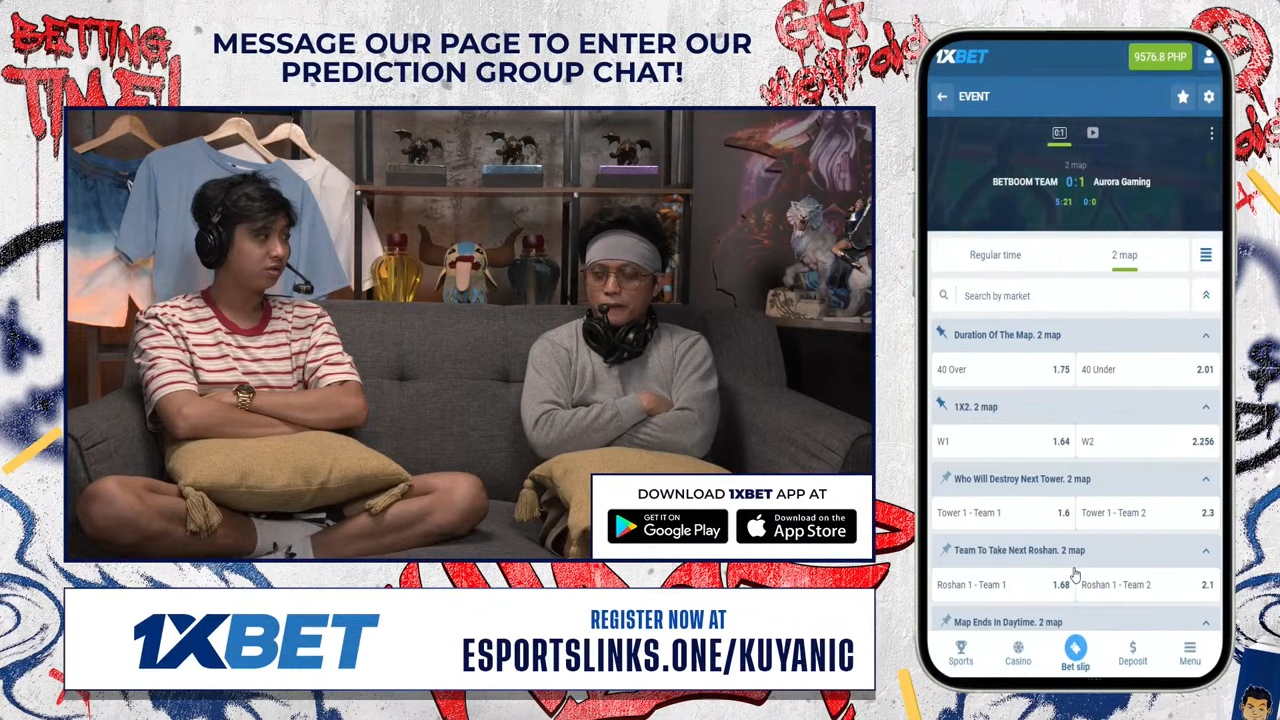 BETTING
TIME!
MESSAGE OUR PAGE TO ENTER OUR
PREDICTION GROUP CHAT!
GG
DOWNLOAD 1XBET APP AT
GET IT ON
Google Play
Download on the
App Store
1XBET
REGISTER NOW AT
ESPORTSLINKS.ONE/KUYANIC
1XBET
9576.8 PHP
EVENT
0:1
2 map
BETBOOM TEAM 0:1 Aurora Gaming
5:21 0:0
Regular time 2 map
Search by market
Duration Of The Map. 2 map
40 Over 1.75 40 Under 2.01
1X2. 2 map
W1 1.64 W2 2.256
Who Will Destroy Next Tower. 2 map
Tower 1 - Team 1 1.6 Tower 1 - Team 2 2.3
Team To Take Next Roshan. 2 map
Roshan 1 - Team 1 1.68 Roshan 1 - Team 2 2.1
Map Ends In Daytime. 2 map
Sports Casino Bet slip Deposit Menu